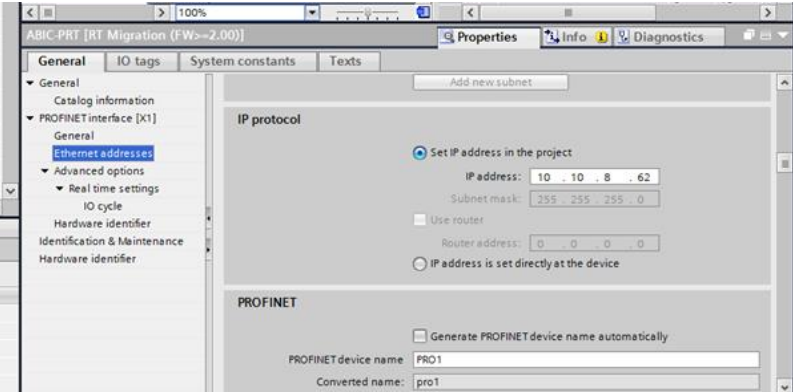 100%
ABIC-PRT [RT Migration (FW>=2.00)]
Properties
Info
Diagnostics
General
IO tags
System constants
Texts
General
Catalog information
PROFINET interface [X1]
General
Ethernet addresses
Advanced options
Real time settings
IO cycle
Hardware identifier
Identification & Maintenance
Hardware identifier
Add new subnet
IP protocol
Set IP address in the project
IP address: 10 . 10 . 8 . 62
Subnet mask: 255 . 255 . 255 . 0
Use router
Router address: 0 . 0 . 0 . 0
IP address is set directly at the device
PROFINET
Generate PROFINET device name automatically
PROFINET device name PRO1
Converted name: pro1